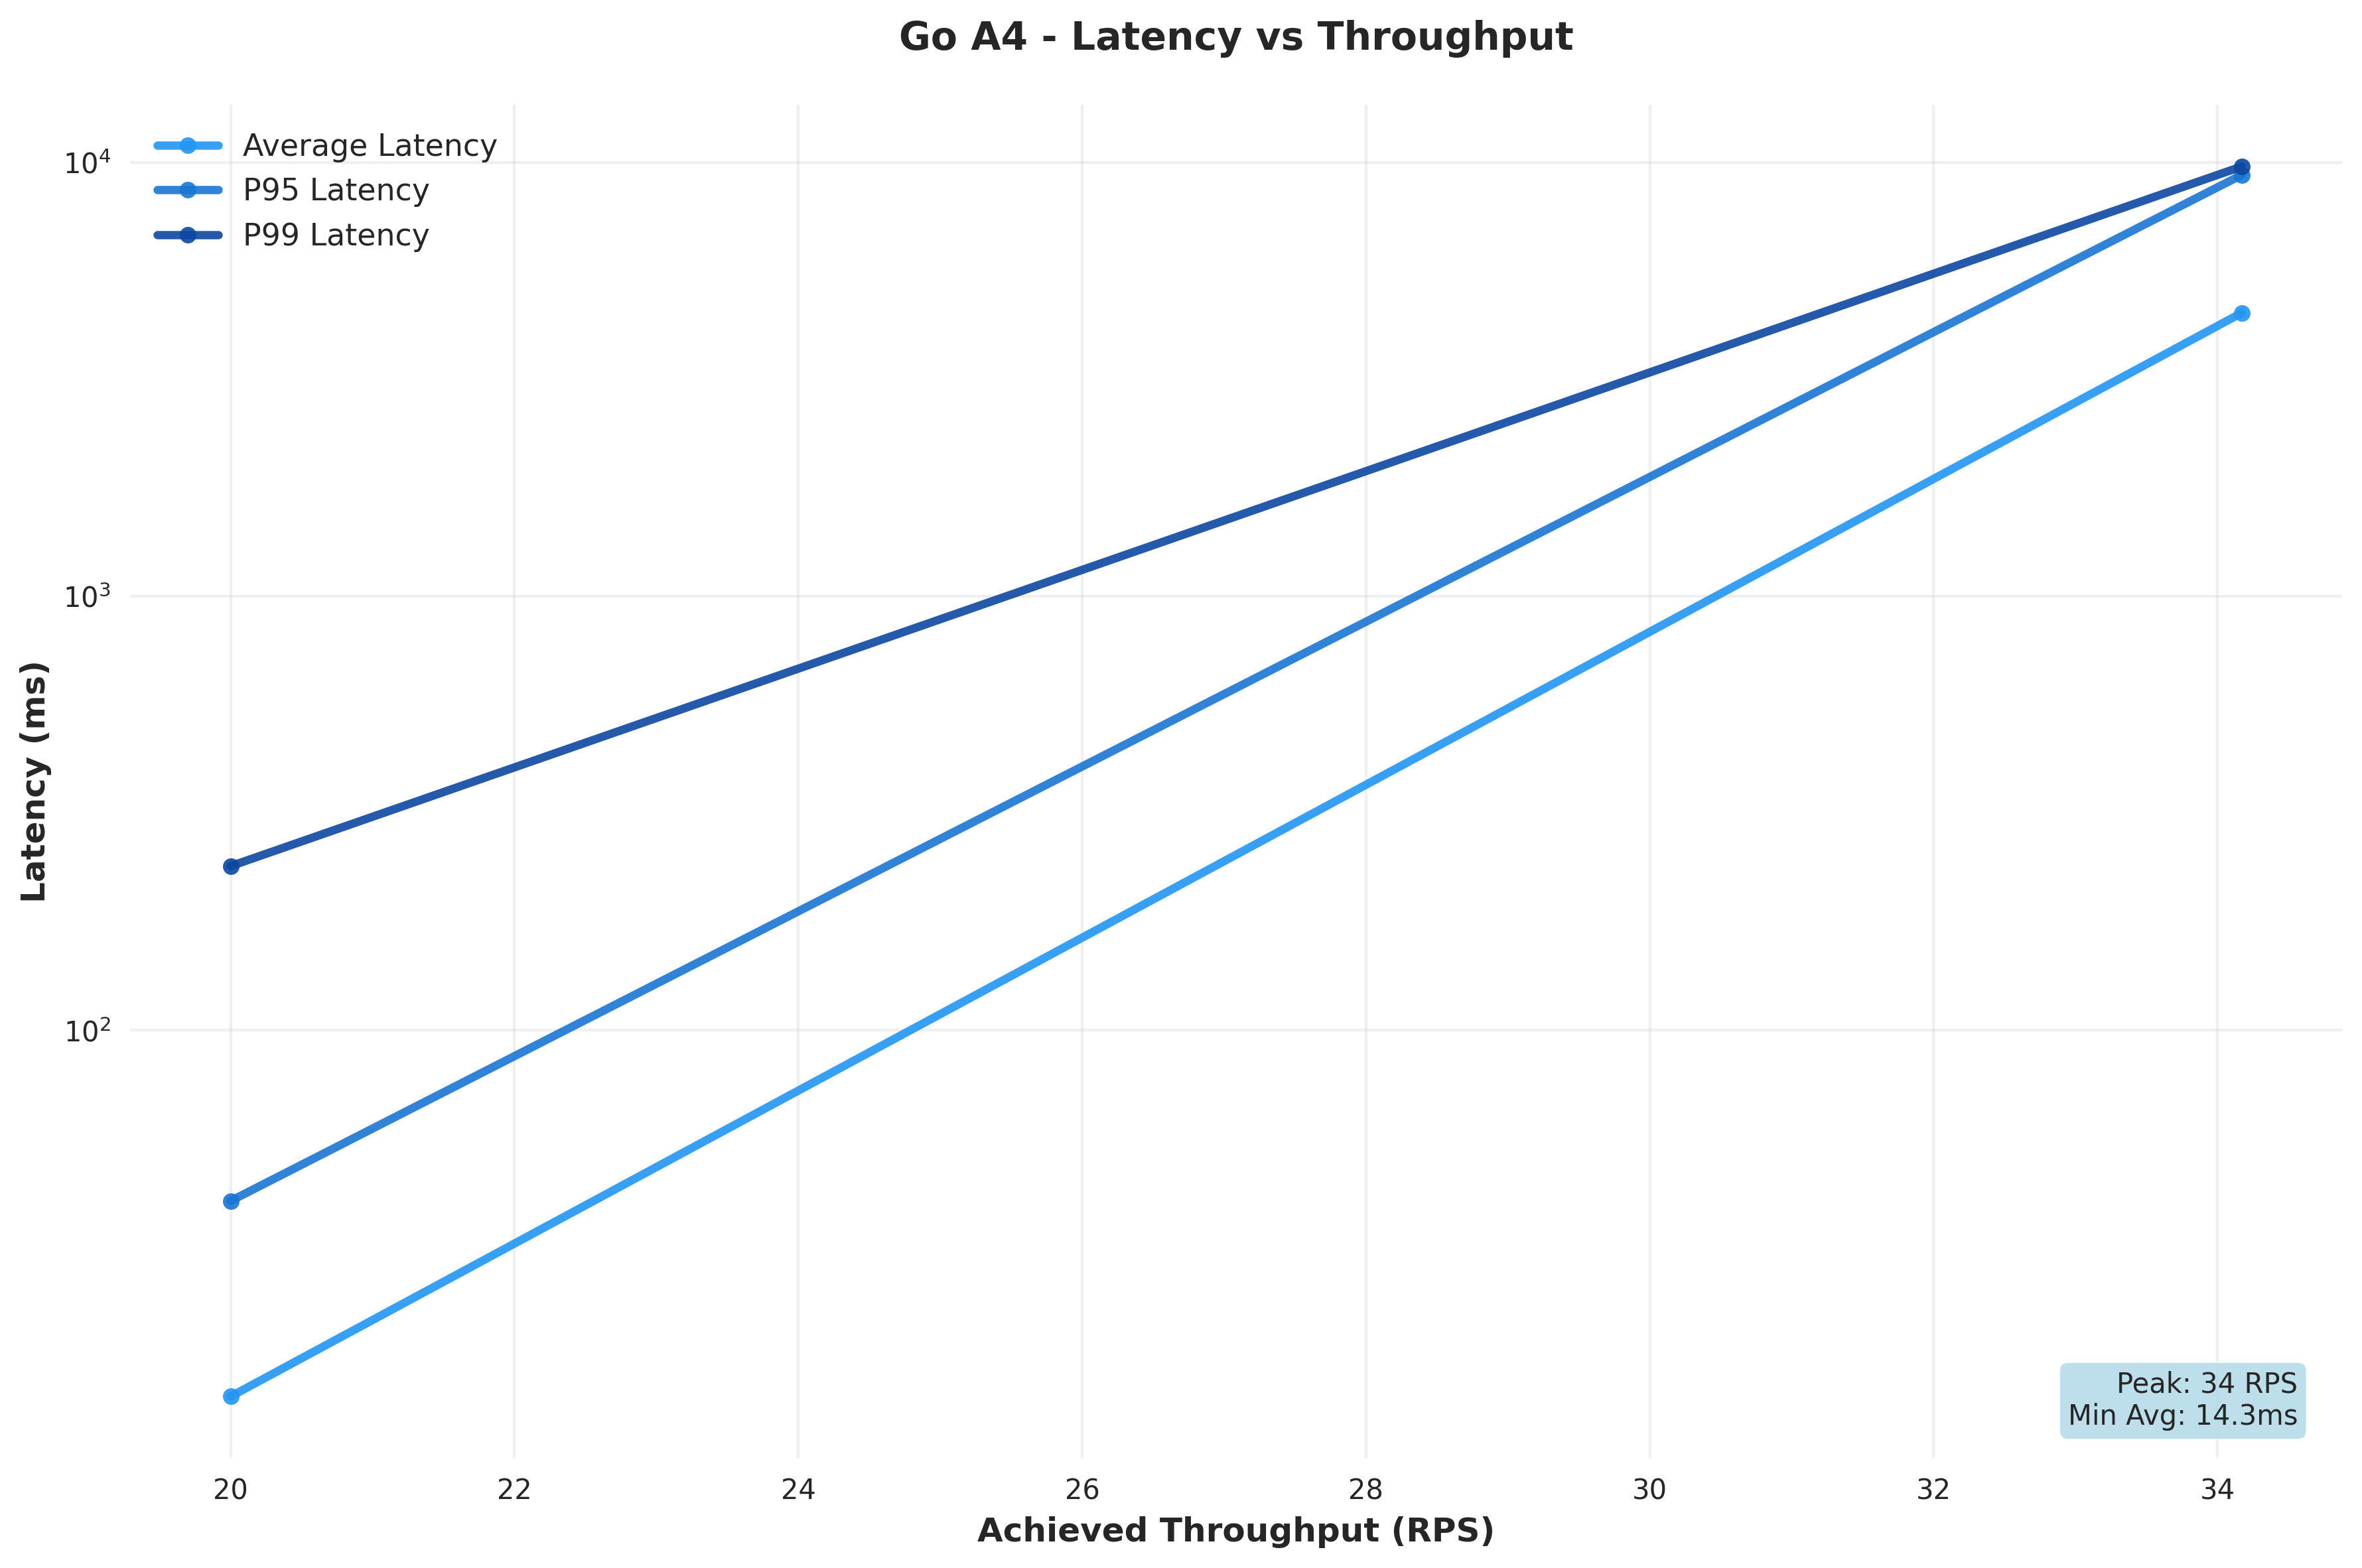 Go A4 - Latency vs Throughput
Average Latency
P95 Latency
P99 Latency
10⁴
10³
10²
Latency (ms)
Peak: 34 RPS
Min Avg: 14.3ms
20 22 24 26 28 30 32 34
Achieved Throughput (RPS)